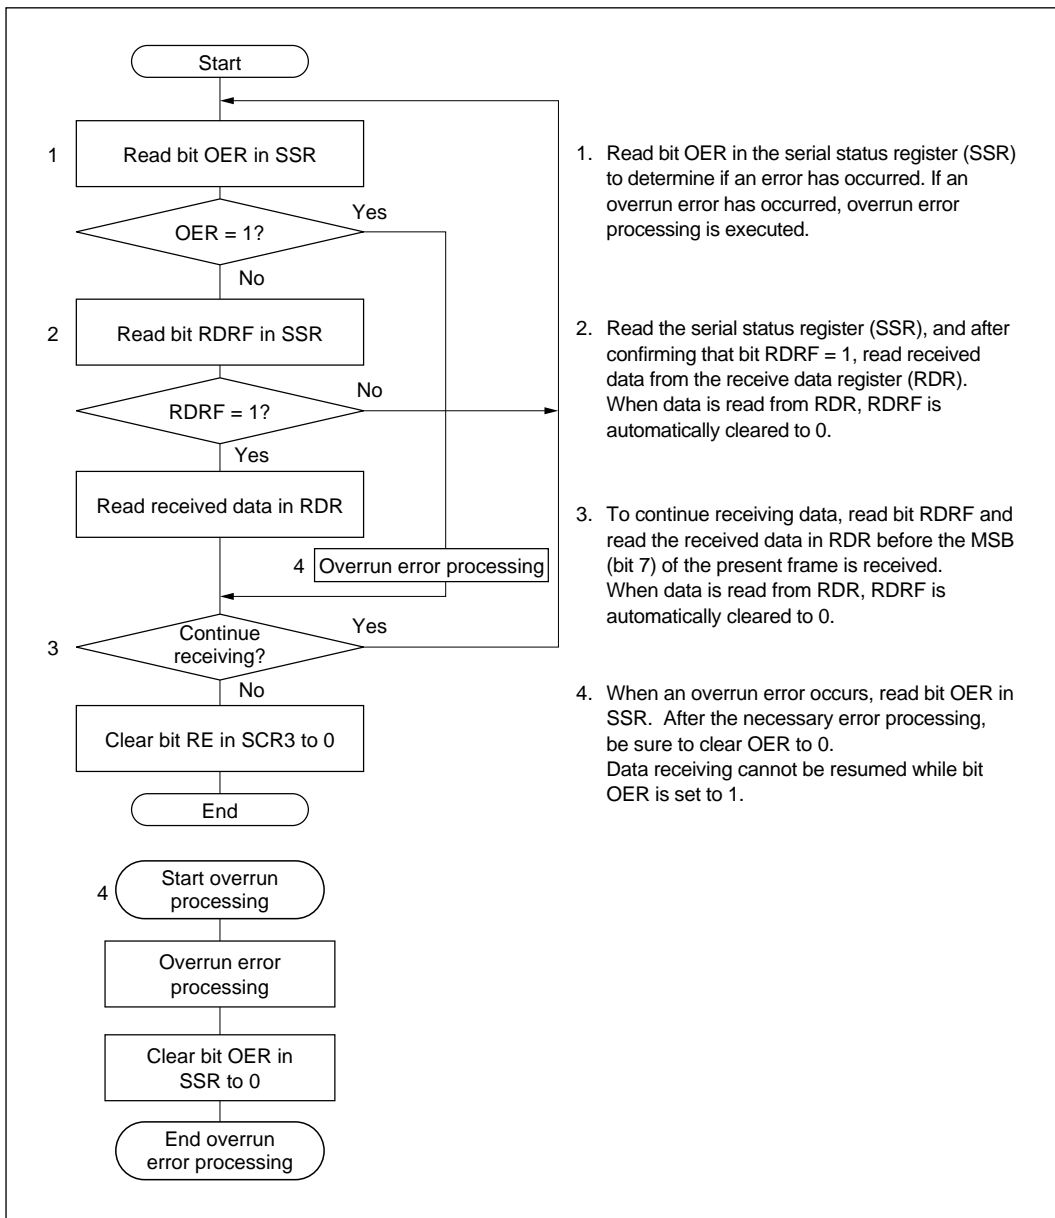 Start
1
Read bit OER in SSR
Yes
OER = 1?
No
2
Read bit RDRF in SSR
No
RDRF = 1?
Yes
Read received data in RDR
4
Overrun error processing
Yes
3
Continue
receiving?
No
Clear bit RE in SCR3 to 0
End
4
Start overrun
processing
Overrun error
processing
Clear bit OER in
SSR to 0
End overrun
error processing
1. Read bit OER in the serial status register (SSR)
to determine if an error has occurred. If an
overrun error has occurred, overrun error
processing is executed.
2. Read the serial status register (SSR), and after
confirming that bit RDRF = 1, read received
data from the receive data register (RDR).
When data is read from RDR, RDRF is
automatically cleared to 0.
3. To continue receiving data, read bit RDRF and
read the received data in RDR before the MSB
(bit 7) of the present frame is received.
When data is read from RDR, RDRF is
automatically cleared to 0.
4. When an overrun error occurs, read bit OER in
SSR. After the necessary error processing,
be sure to clear OER to 0.
Data receiving cannot be resumed while bit
OER is set to 1.